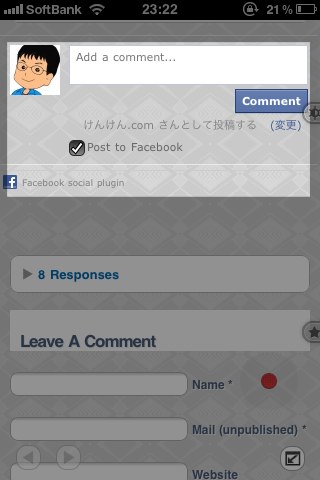 SoftBank 23:22 21%
Add a comment...
Comment
けんけん.com さんとして投稿する (変更)
Post to Facebook
Facebook social plugin
8 Responses
Leave A Comment
Name *
Mail (unpublished) *
Website